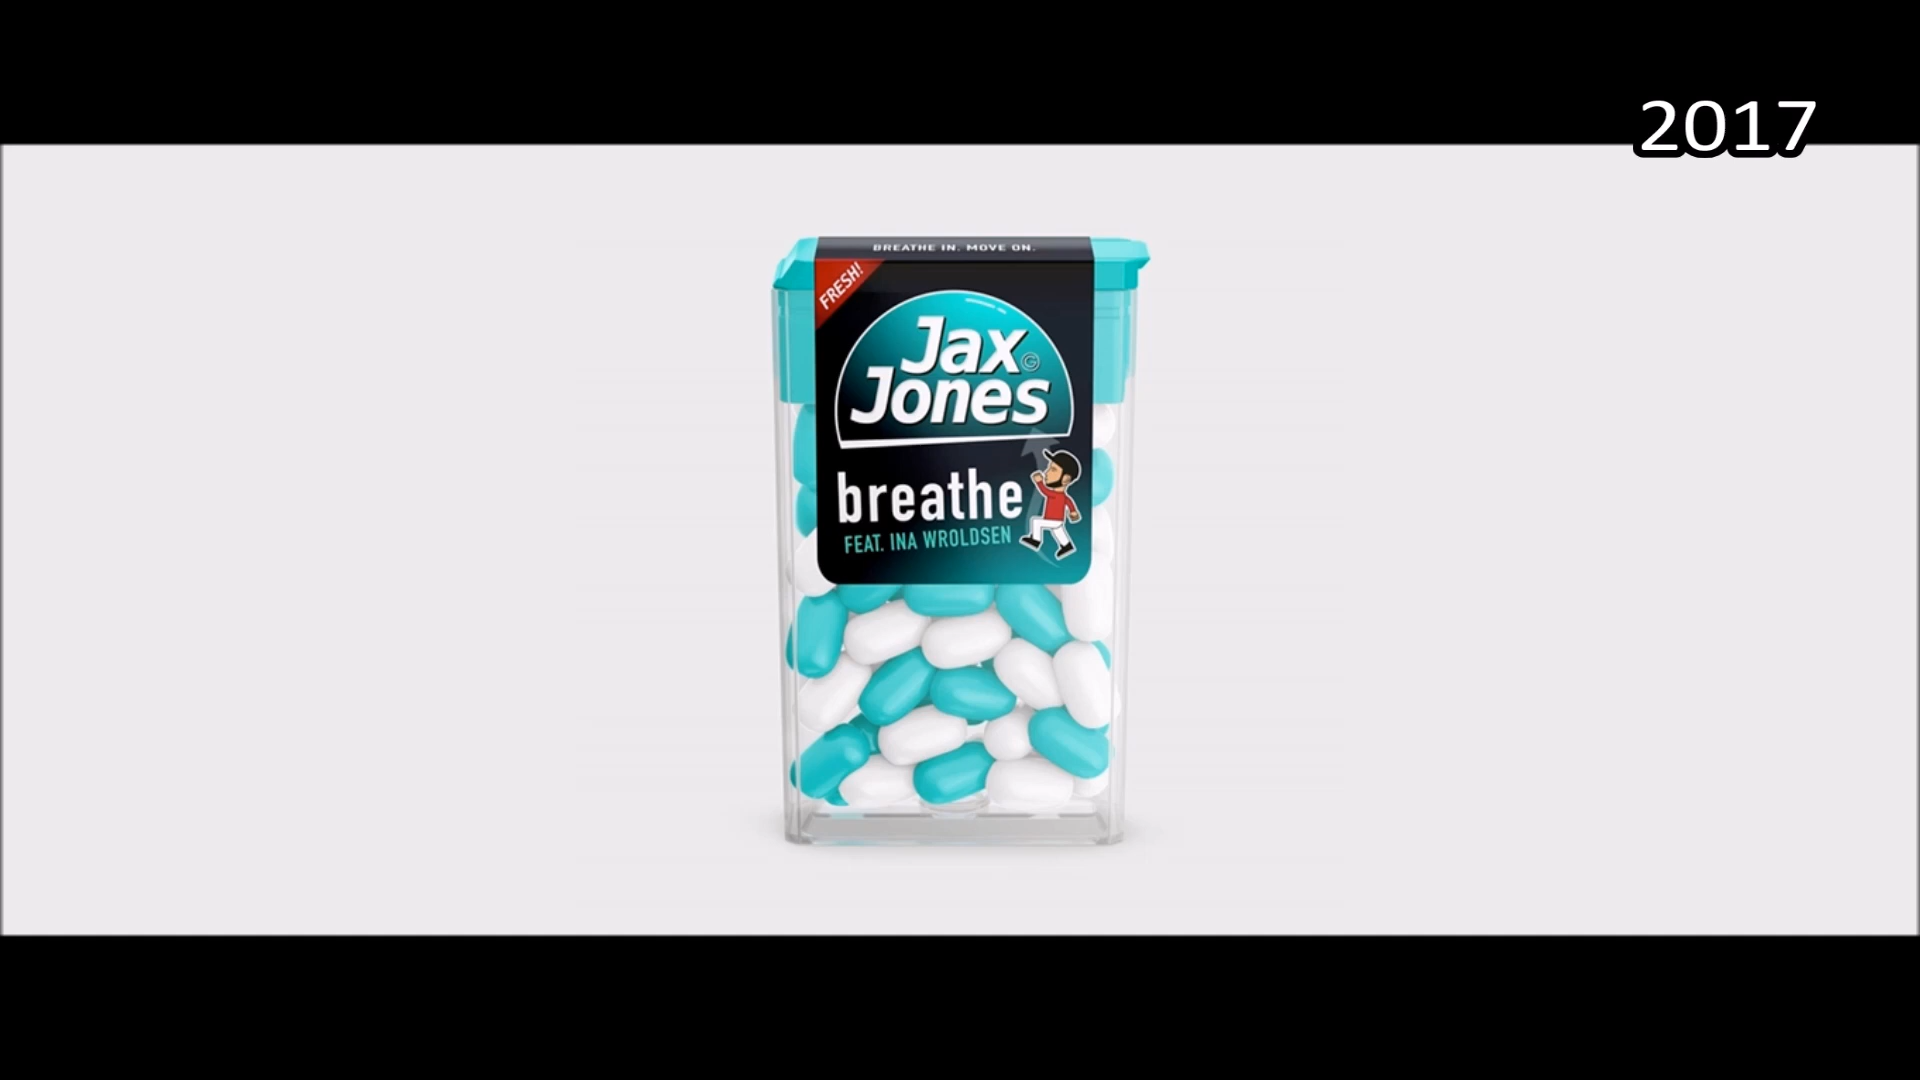 2017
BREATHE IN. MOVE ON.
FRESH!
Jax
Jones
G
breathe
FEAT. INA WROLDSEN